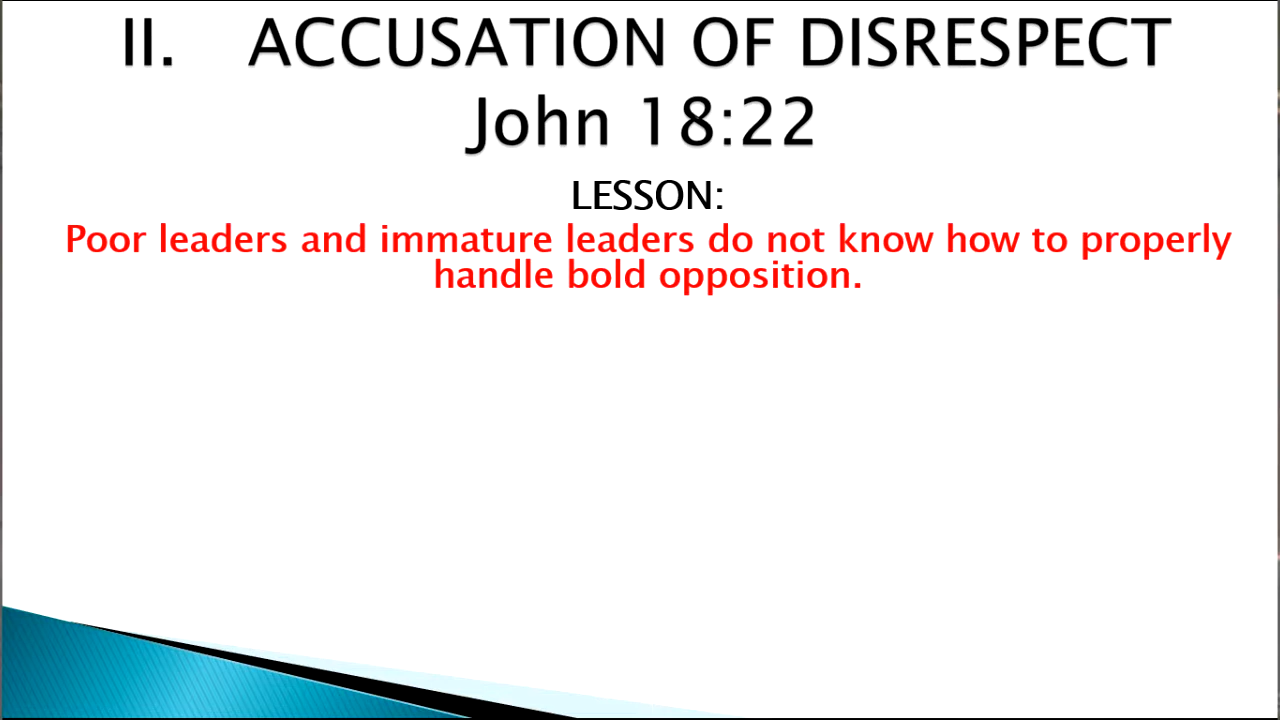 II. ACCUSATION OF DISRESPECT
John 18:22
LESSON:
Poor leaders and immature leaders do not know how to properly
handle bold opposition.